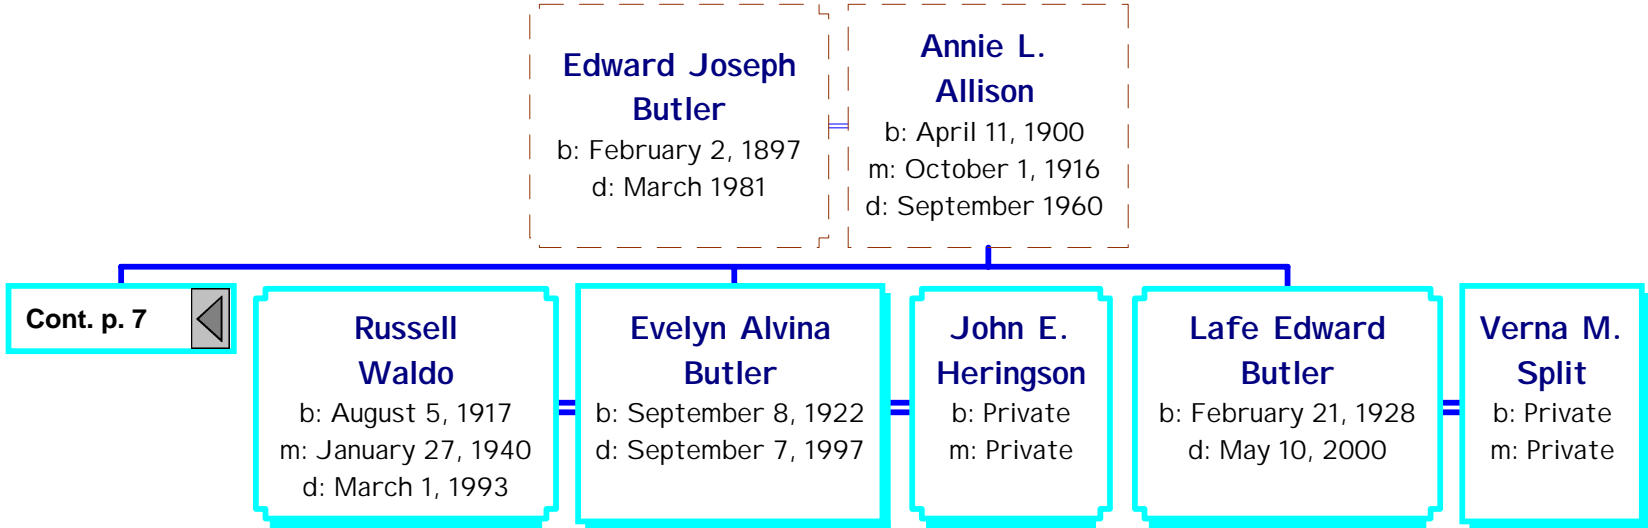 Edward Joseph
Butler
b: February 2, 1897
d: March 1981
Annie L.
Allison
b: April 11, 1900
m: October 1, 1916
d: September 1960
Cont. p. 7
Russell
Waldo
b: August 5, 1917
m: January 27, 1940
d: March 1, 1993
Evelyn Alvina
Butler
b: September 8, 1922
d: September 7, 1997
John E.
Heringson
b: Private
m: Private
Lafe Edward
Butler
b: February 21, 1928
d: May 10, 2000
Verna M.
Split
b: Private
m: Private